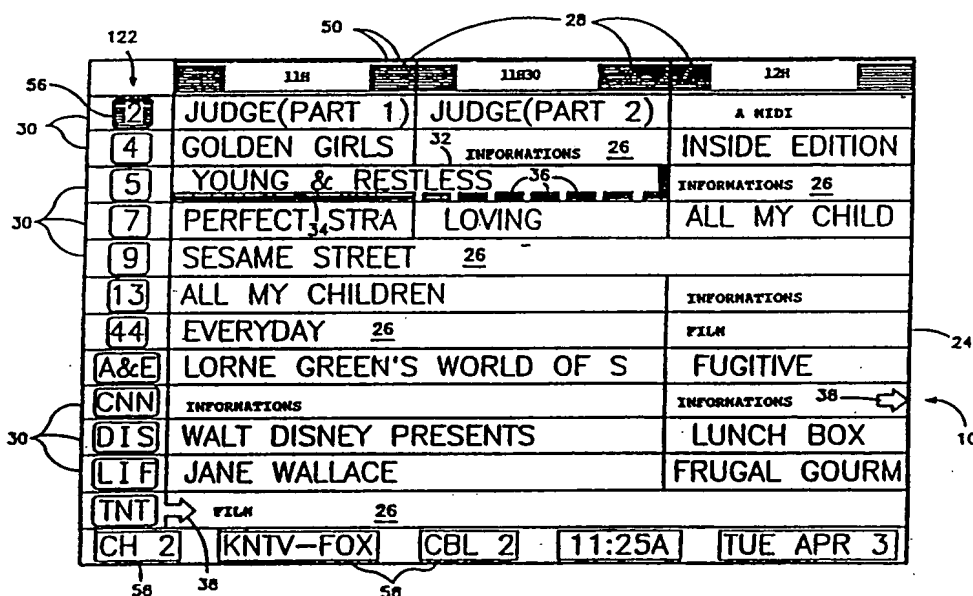 50 28
122
11H 11H30 12H
56 2 JUDGE(PART 1) JUDGE(PART 2) A MIDI
30 4 GOLDEN GIRLS 32 INFORMATIONS 26 INSIDE EDITION
5 YOUNG & RESTLESS 36 INFORMATIONS 26
30 7 PERFECT STRA 34 LOVING ALL MY CHILD
9 SESAME STREET 26
13 ALL MY CHILDREN INFORMATIONS
44 EVERYDAY 26 FILM 24
A&E LORNE GREEN'S WORLD OF S FUGITIVE
CNN INFORMATIONS INFORMATIONS 38 10
30 DIS WALT DISNEY PRESENTS LUNCH BOX
LIF JANE WALLACE FRUGAL GOURM
TNT FILM 26
CH 2 KNTV-FOX CBL 2 11:25A TUE APR 3
58 38 58